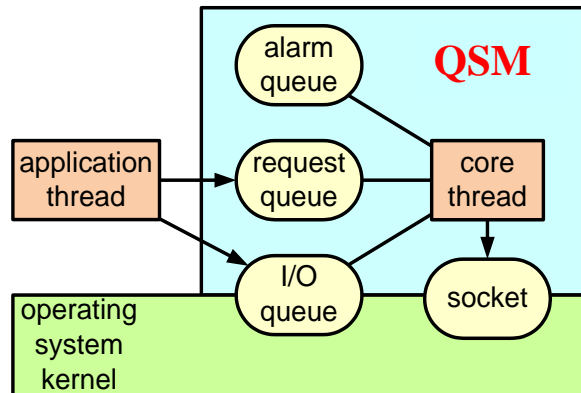 alarm
queue
QSM
application
thread
request
queue
core
thread
I/O
queue
socket
operating
system
kernel